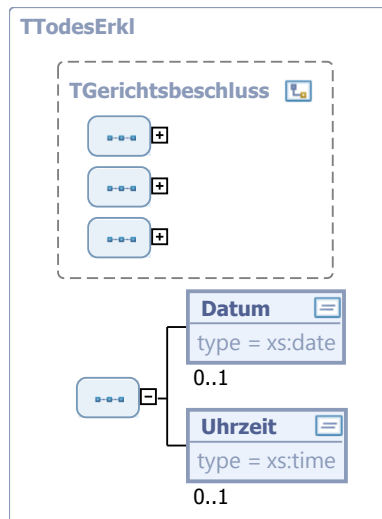 TTodesErkl
TGerichtsbeschluss
Datum
type = xs:date
0..1
Uhrzeit
type = xs:time
0..1